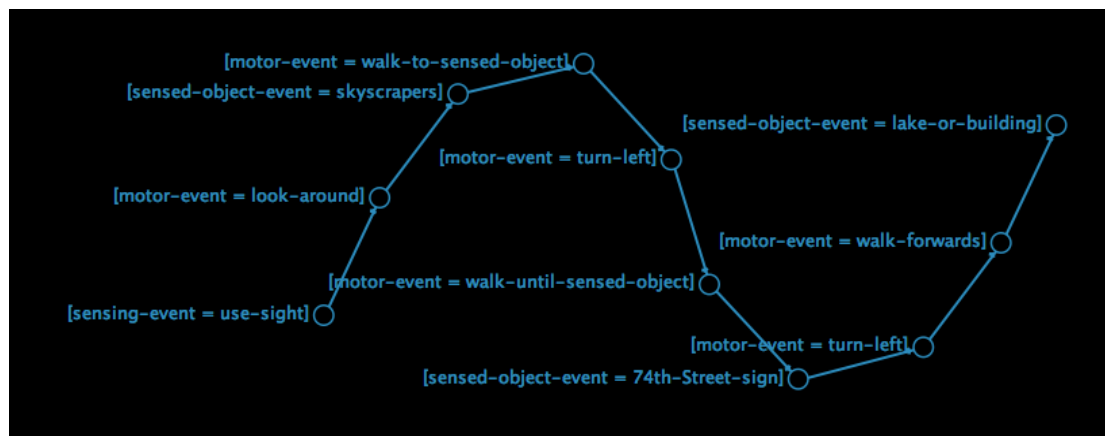 [motor-event = walk-to-sensed-object]
[sensed-object-event = skyscrapers]
[sensed-object-event = lake-or-building]
[motor-event = turn-left]
[motor-event = look-around]
[motor-event = walk-forwards]
[motor-event = walk-until-sensed-object]
[sensing-event = use-sight]
[motor-event = turn-left]
[sensed-object-event = 74th-Street-sign]